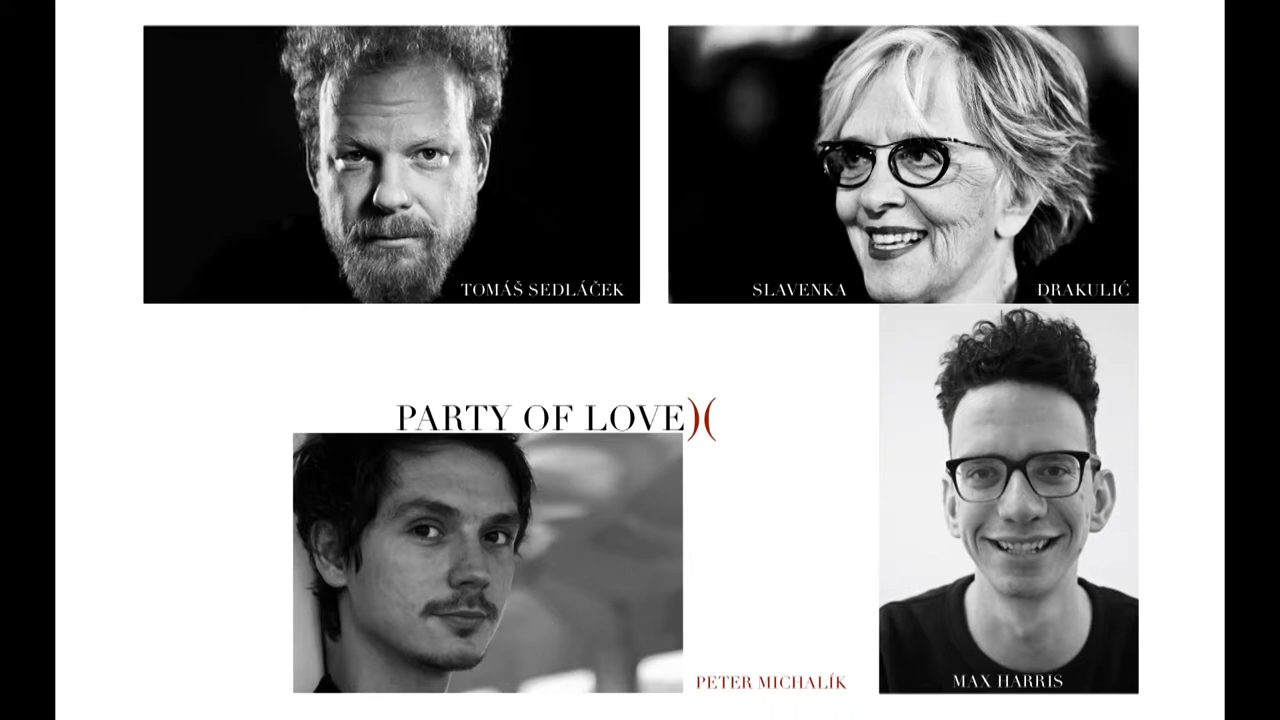 TOMÁŠ SEDLÁČEK
SLAVENKA DRAKULIĆ
PARTY OF LOVE)(
PETER MICHALÍK
MAX HARRIS